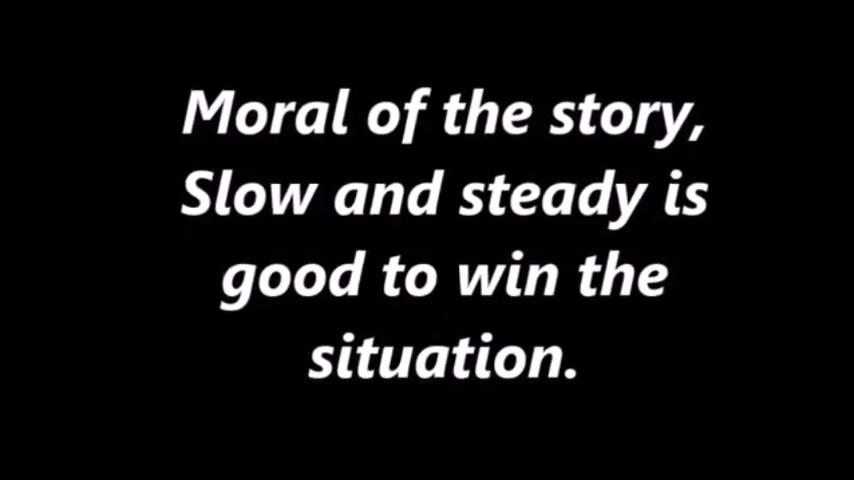 Moral of the story,
Slow and steady is
good to win the
situation.